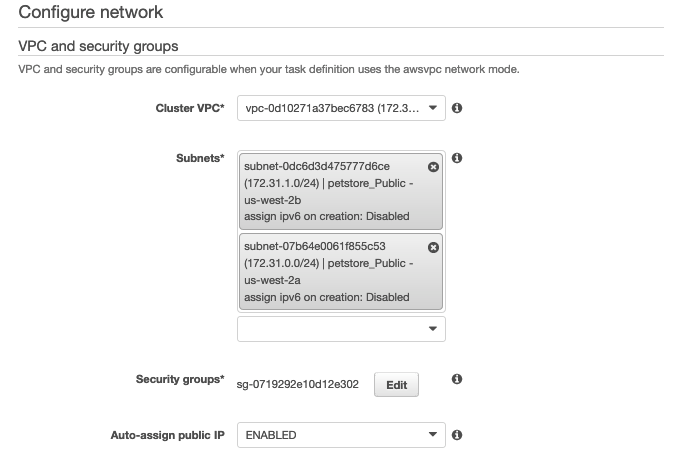 Configure network
VPC and security groups
VPC and security groups are configurable when your task definition uses the awsvpc network mode.
Cluster VPC*
vpc-0d10271a37bec6783 (172.3...
Subnets*
subnet-0dc6d3d475777d6ce
(172.31.1.0/24) | petstore_Public -
us-west-2b
assign ipv6 on creation: Disabled
subnet-07b64e0061f855c53
(172.31.0.0/24) | petstore_Public -
us-west-2a
assign ipv6 on creation: Disabled
Security groups*
sg-0719292e10d12e302
Edit
Auto-assign public IP
ENABLED